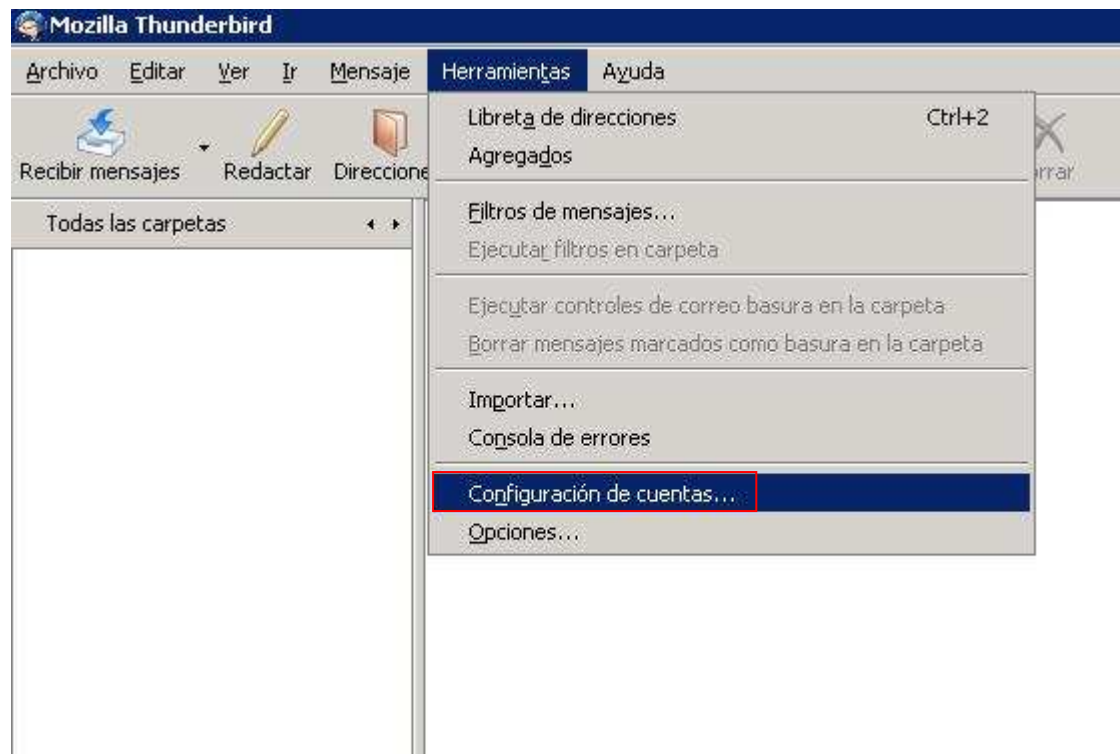 Mozilla Thunderbird
Archivo Editar Ver Ir Mensaje Herramientas Ayuda
Recibir mensajes Redactar
Todas las carpetas
Libreta de direcciones Ctrl+2
Agregados
Filtros de mensajes...
Ejecutar filtros en carpeta
Ejecutar controles de correo basura en la carpeta
Borrar mensajes marcados como basura en la carpeta
Importar...
Consola de errores
Configuración de cuentas...
Opciones...